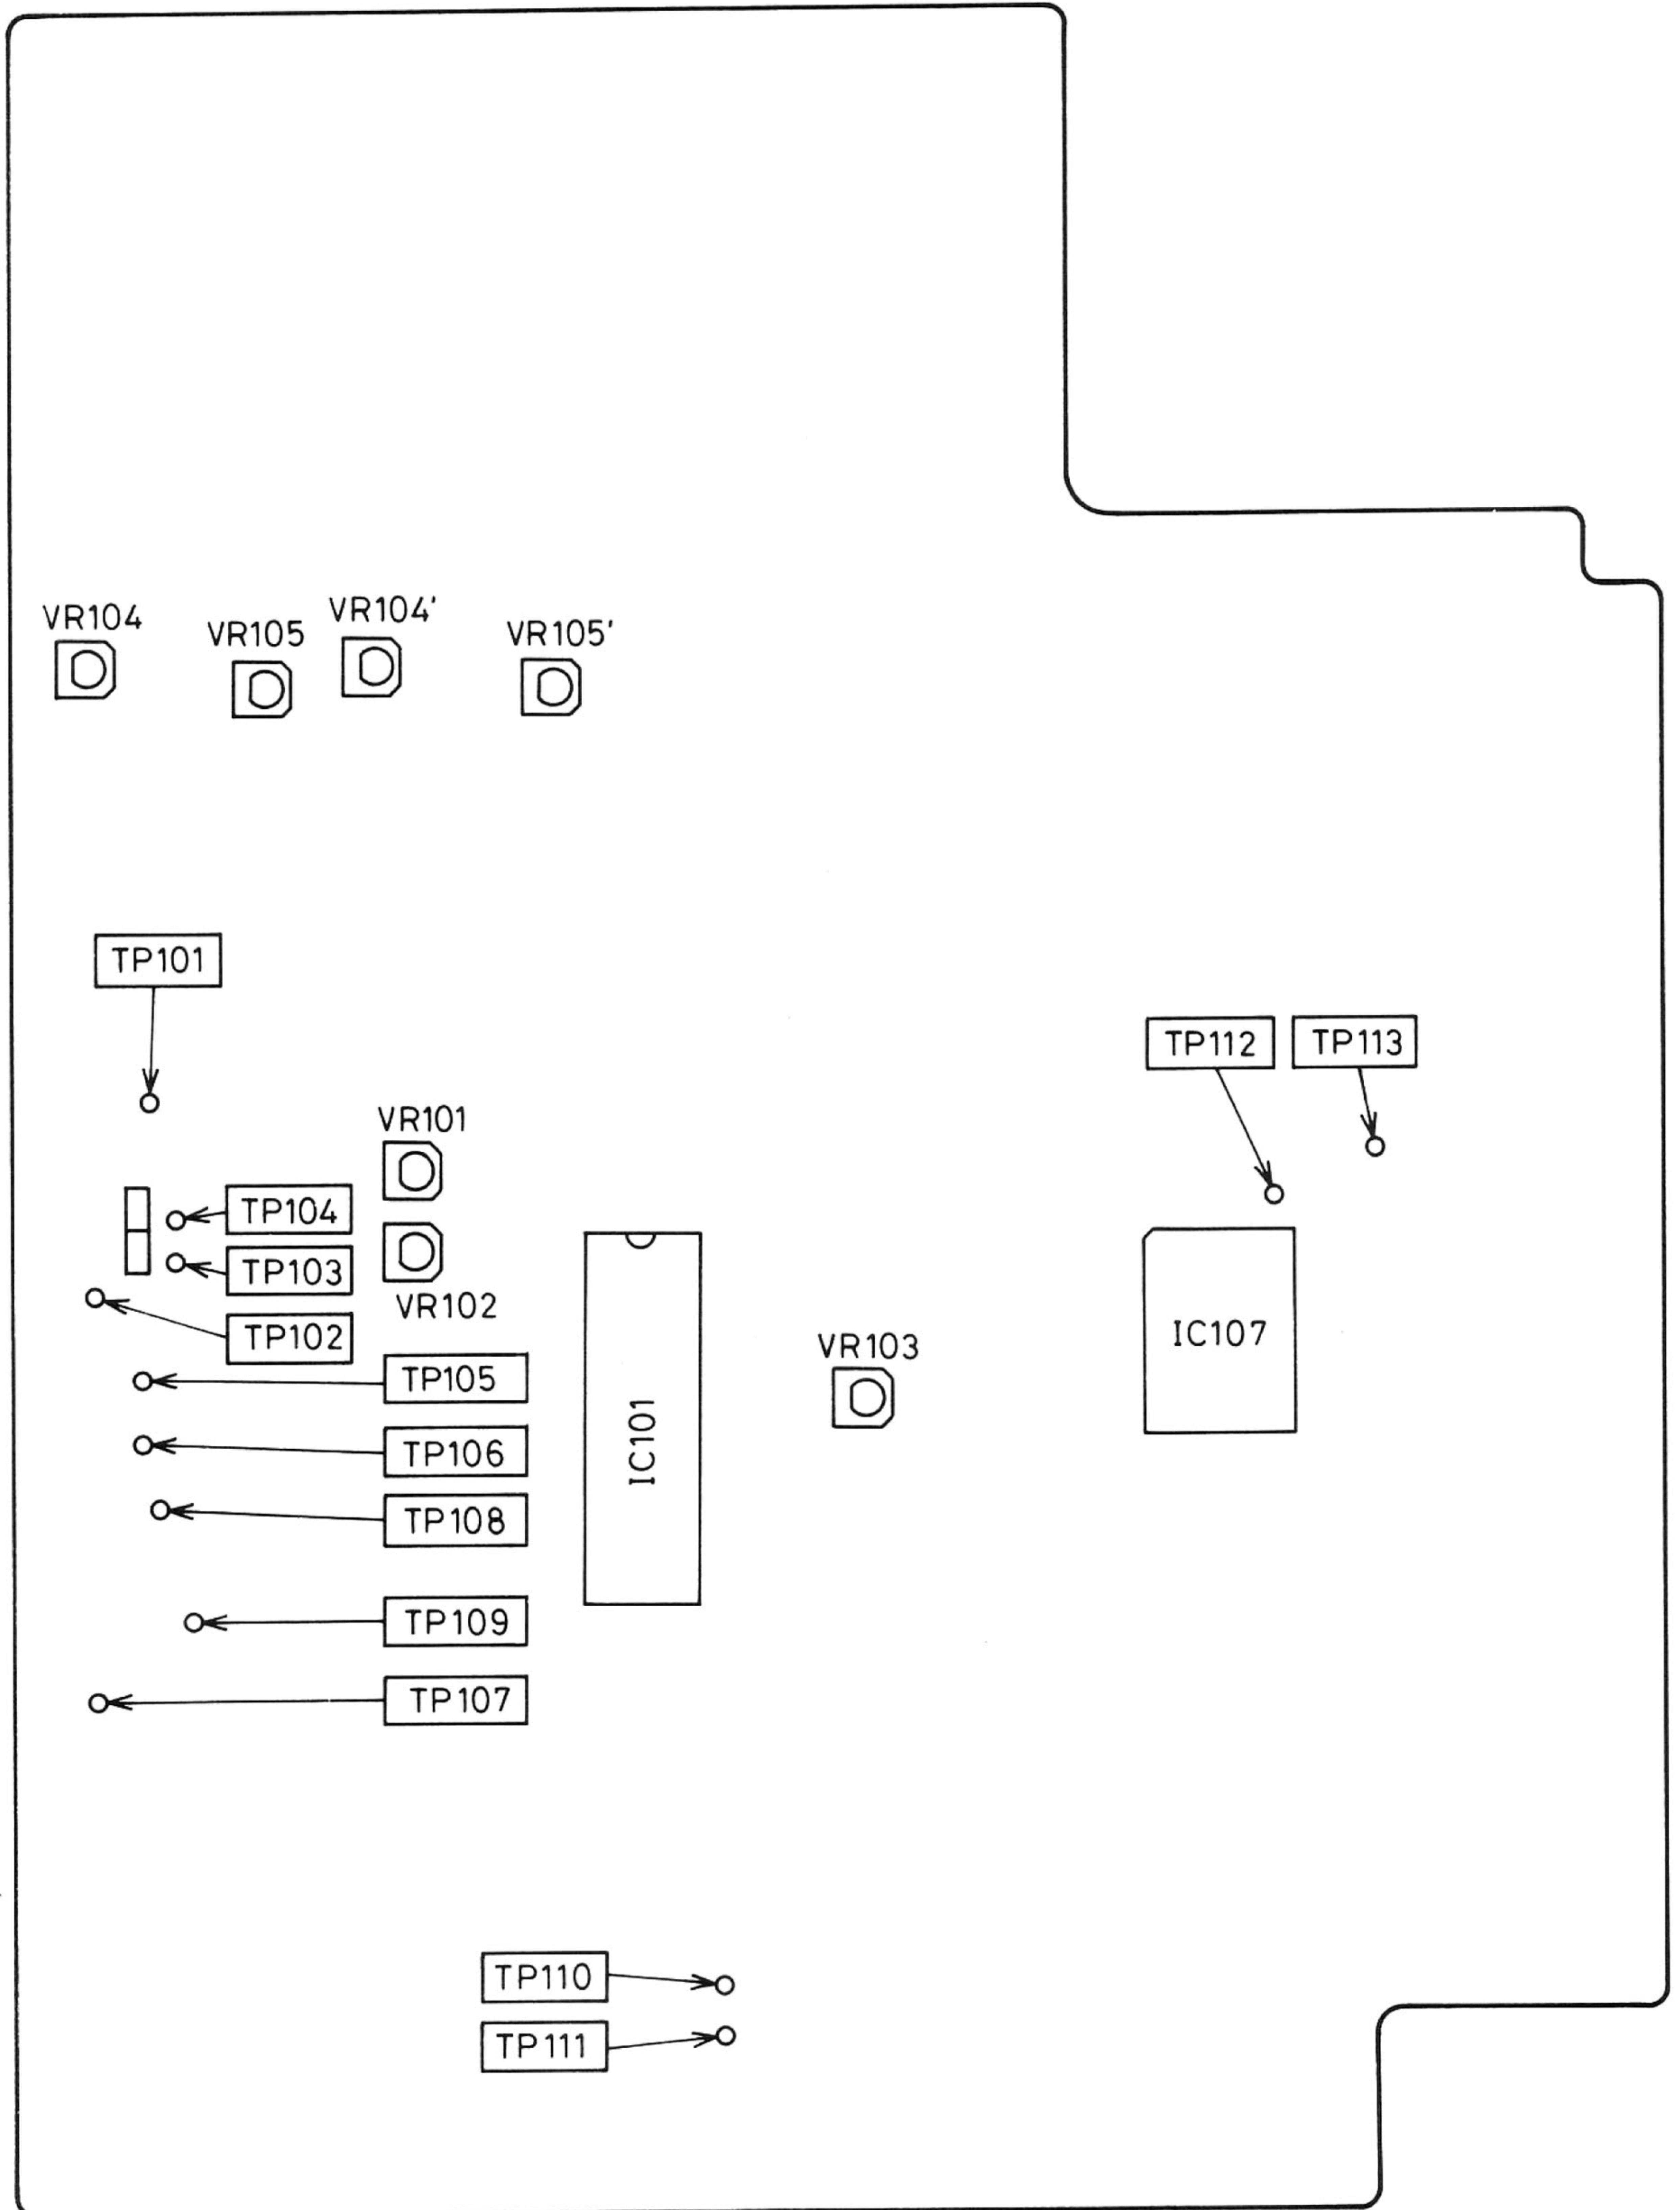 VR104
VR105
VR104'
VR105'
TP101
TP112
TP113
VR101
TP104
TP103
VR102
TP102
TP105
TP106
TP108
TP109
TP107
IC101
VR103
IC107
TP110
TP111